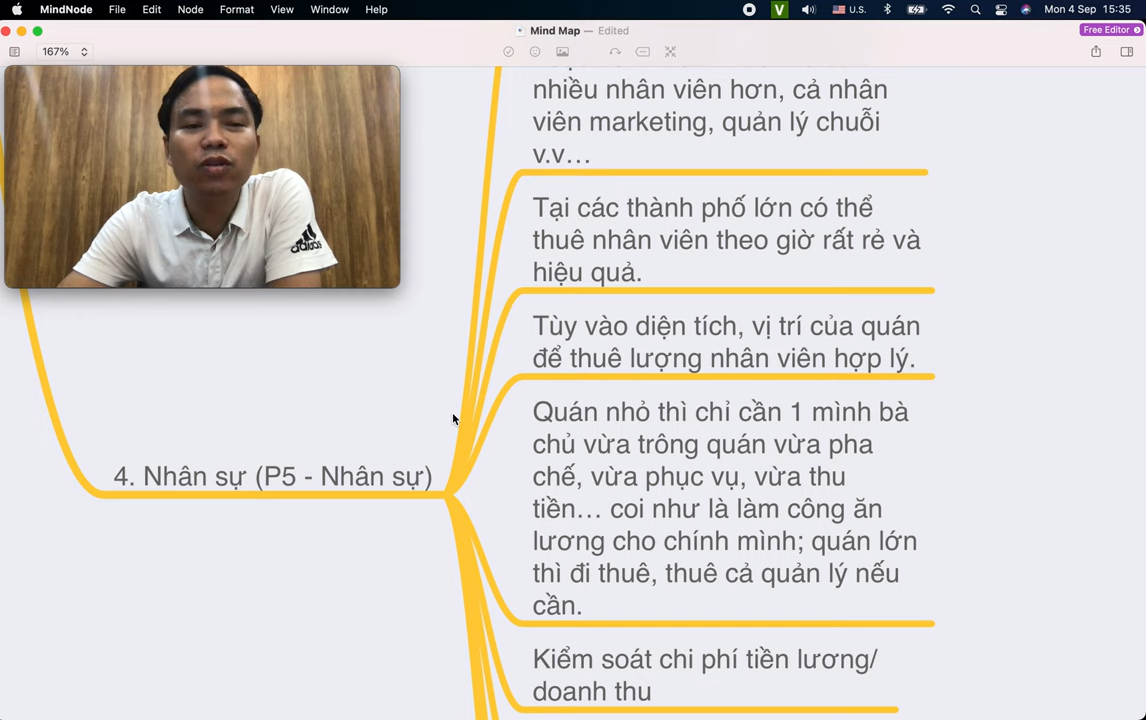 MindNode File Edit Node Format View Window Help V U.S. Mon 4 Sep 15:35
Mind Map — Edited
Free Editor
167%
nhiều nhân viên hơn, cả nhân
viên marketing, quản lý chuỗi
v.v...
Tại các thành phố lớn có thể
thuê nhân viên theo giờ rất rẻ và
hiệu quả.
Tùy vào diện tích, vị trí của quán
để thuê lượng nhân viên hợp lý.
4. Nhân sự (P5 - Nhân sự)
Quán nhỏ thì chỉ cần 1 mình bà
chủ vừa trông quán vừa pha
chế, vừa phục vụ, vừa thu
tiền... coi như là làm công ăn
lương cho chính mình; quán lớn
thì đi thuê, thuê cả quản lý nếu
cần.
Kiểm soát chi phí tiền lương/
doanh thu
adidas